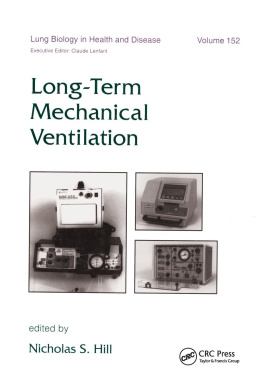 Lung Biology in Health and Disease
Volume 152
Executive Editor: Claude Lenfant
Long-Term
Mechanical
Ventilation
edited by
Nicholas S. Hill
CRC
CRC Press
Taylor & Francis Group